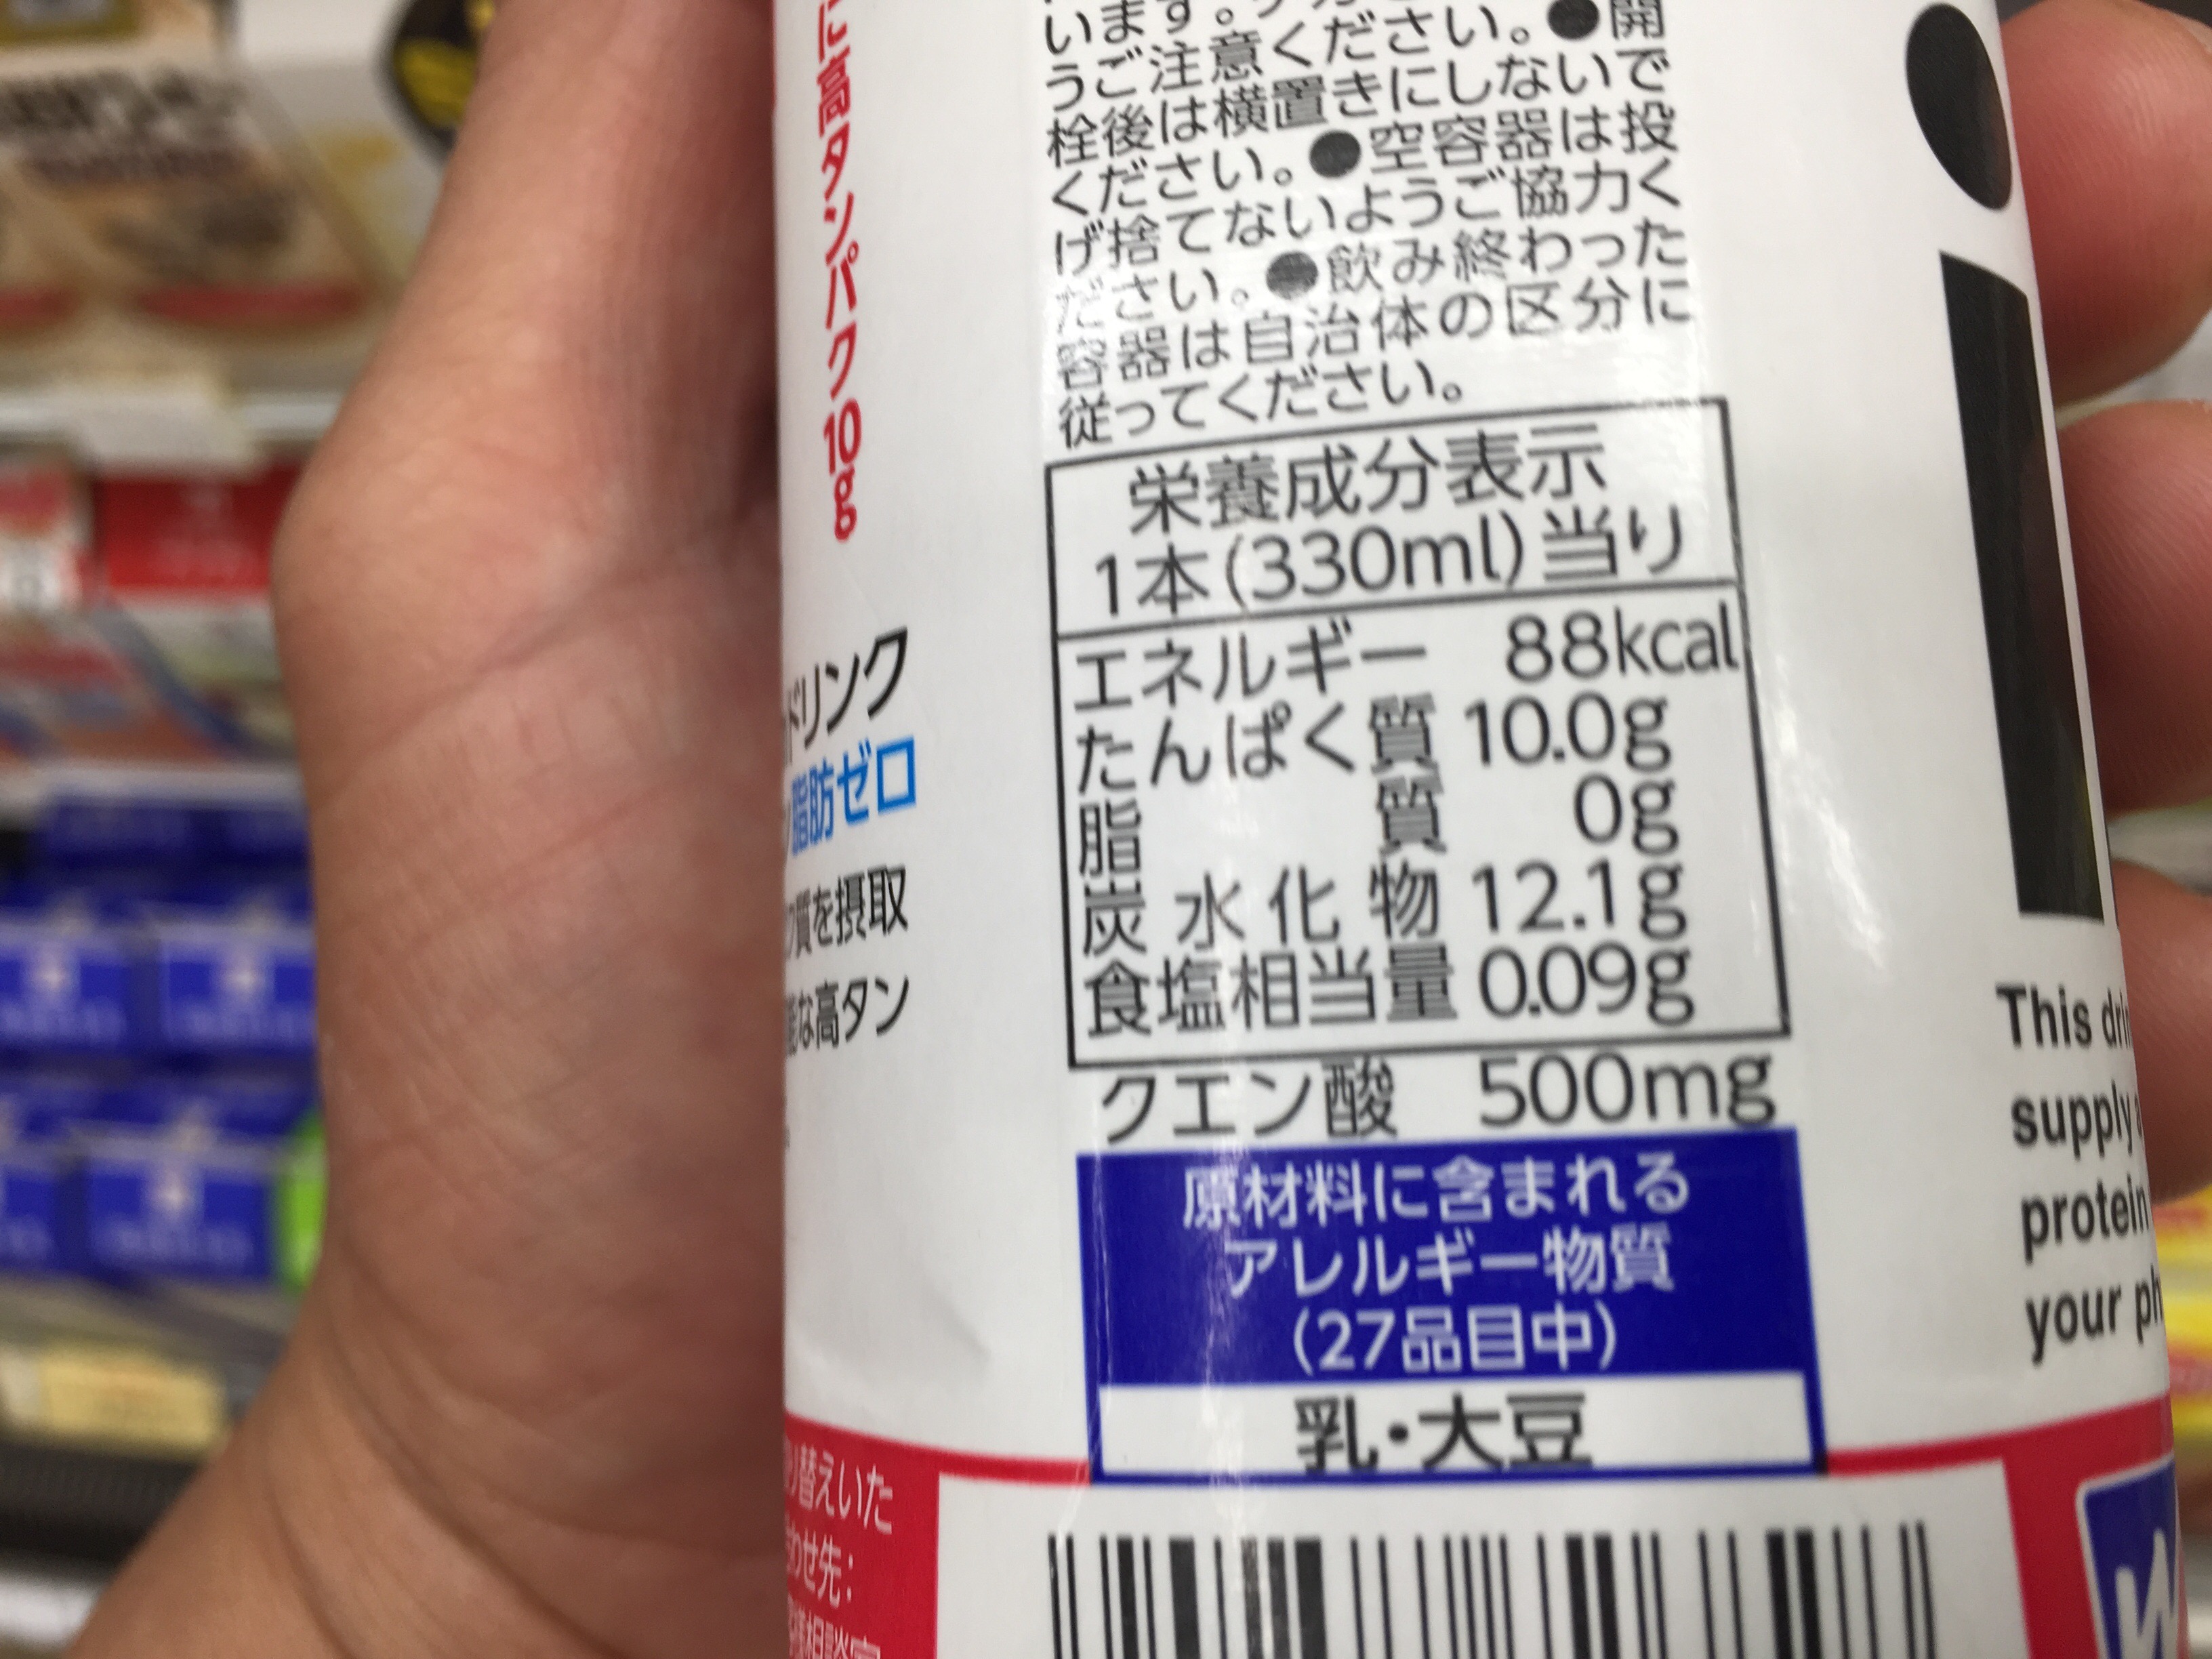 に高タンパク10g
ドリンク
脂肪ゼロ
質を摂取
な高タン
うご注意ください。●開
栓後は横置きにしないで
ください。●空容器は投
げ捨てないようご協力く
ださい。●飲み終わった
容器は自治体の区分に
従ってください。
栄養成分表示
1本(330ml)当り
エネルギー 88kcal
たんぱく質 10.0g
脂質 0g
炭水化物 12.1g
食塩相当量 0.09g
クエン酸 500mg
原材料に含まれる
アレルギー物質
(27品目中)
乳・大豆
This
supply
protein
your
り替えいた
わせ先: